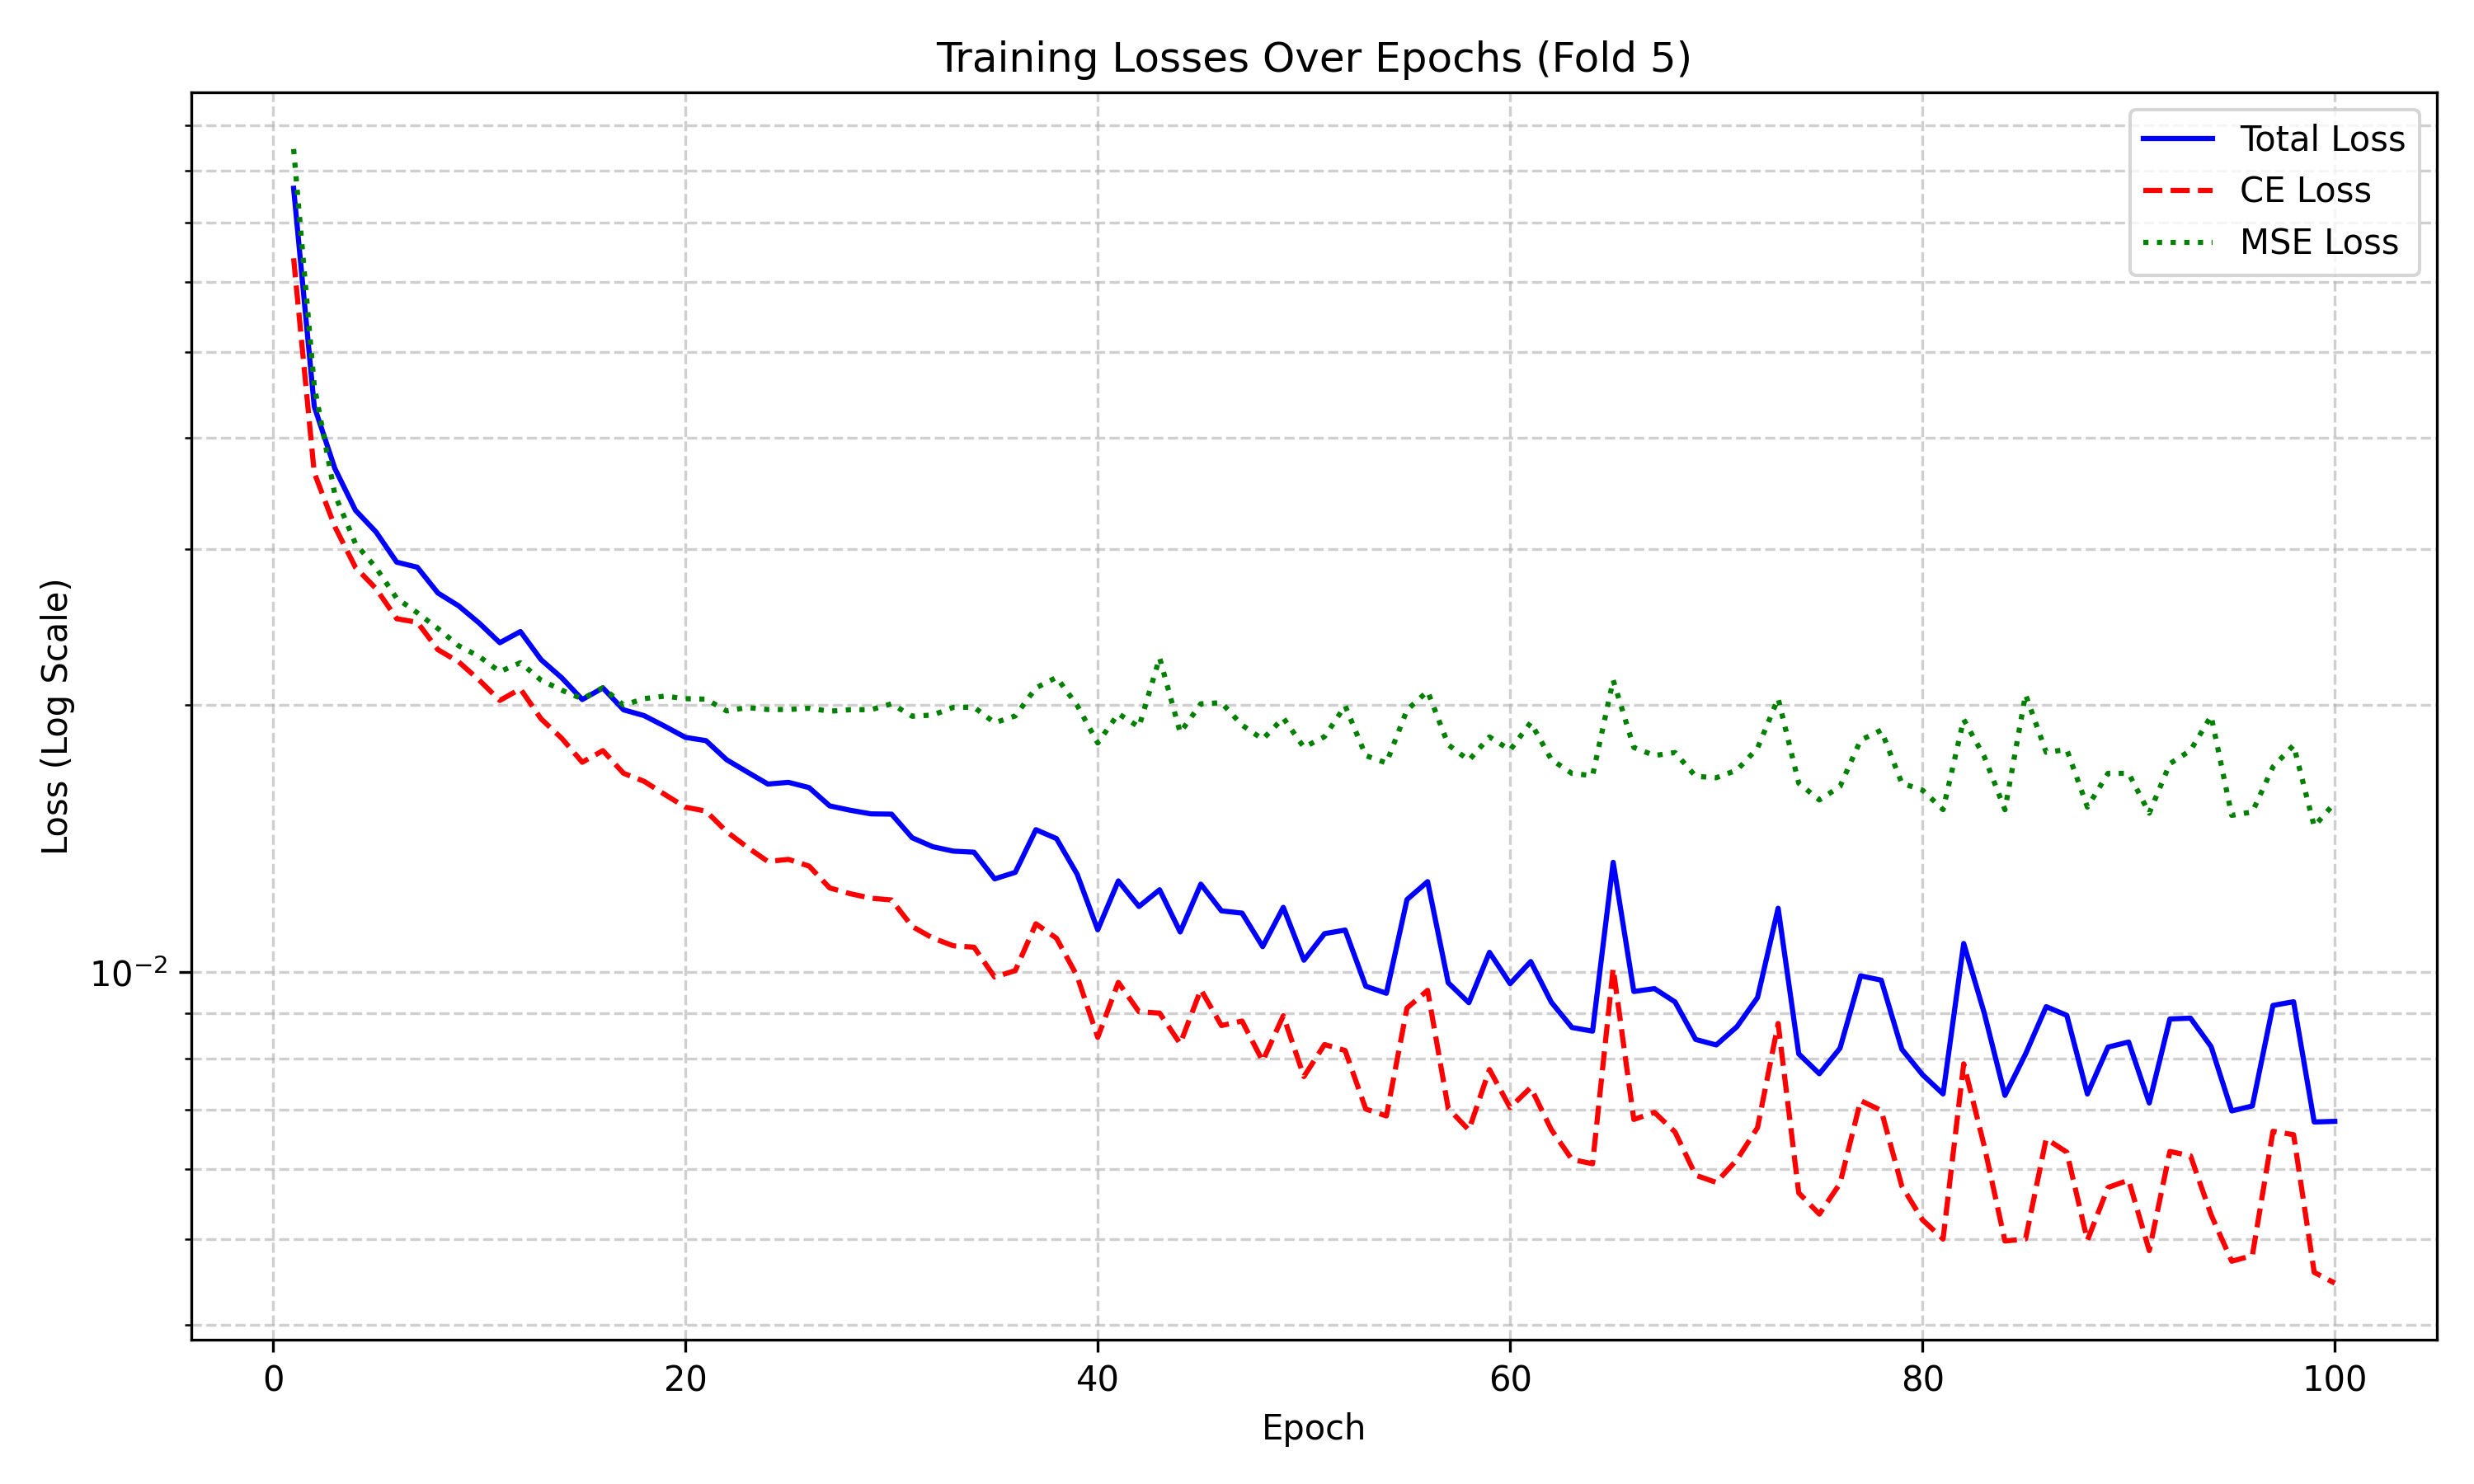 Training Losses Over Epochs (Fold 5)
Total Loss
CE Loss
MSE Loss
Loss (Log Scale)
10⁻²
0 20 40 60 80 100
Epoch